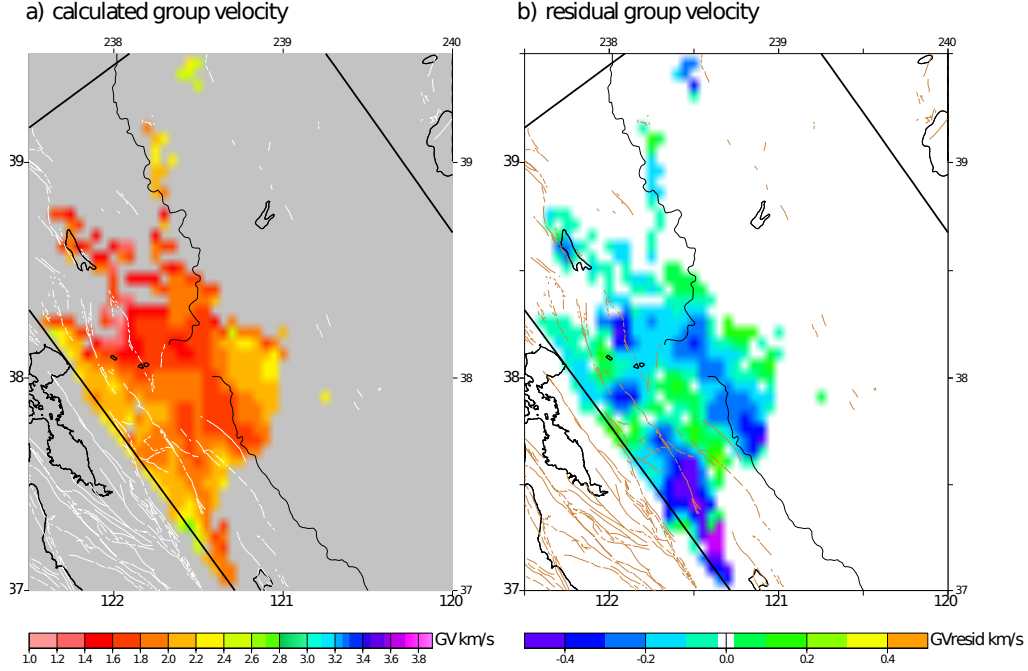 a) calculated group velocity b) residual group velocity
238 239 240 238 239 240
39 39 39 39
38 38 38 38
37 37 37 37
122 121 120 122 121 120
GV km/s GVresid km/s
1.0 1.2 1.4 1.6 1.8 2.0 2.2 2.4 2.6 2.8 3.0 3.2 3.4 3.6 3.8 -0.4 -0.2 0.0 0.2 0.4